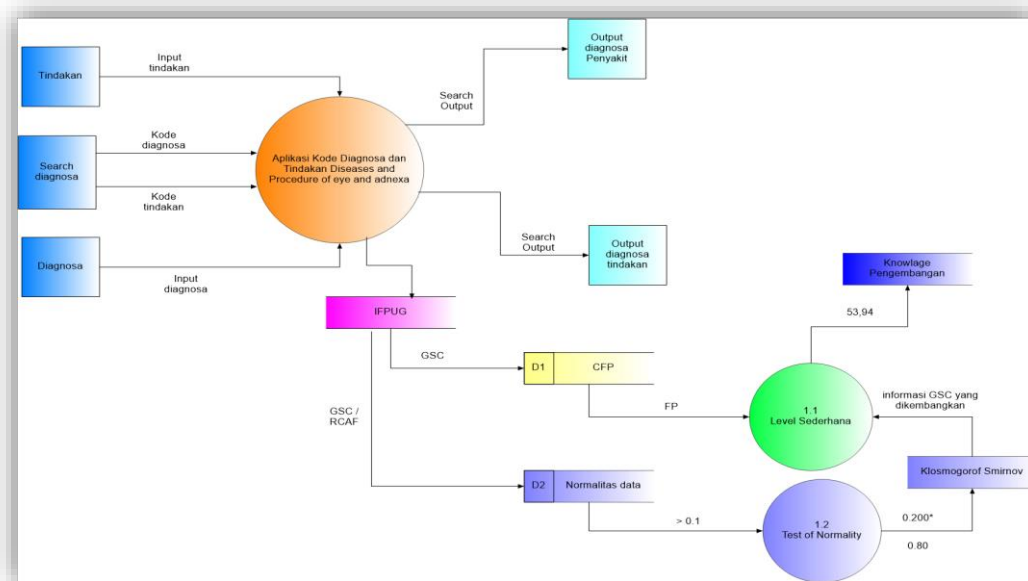 Tindakan
Input
tindakan
Output
diagnosa
Penyakit
Search
Output
Search
diagnosa
Kode
diagnosa
Kode
tindakan
Aplikasi Kode Diagnosa dan
Tindakan Diseases and
Procedure of eye and adnexa
Diagnosa
Input
diagnosa
Search
Output
Output
diagnosa
tindakan
Knowlage
Pengembangan
IFPUG
53,94
GSC
D1
CFP
GSC /
RCAF
FP
1.1
Level Sederhana
informasi GSC yang
dikembangkan
D2
Normalitas data
Klosmogorof Smirnov
> 0.1
1.2
Test of Normality
0.200*
0.80